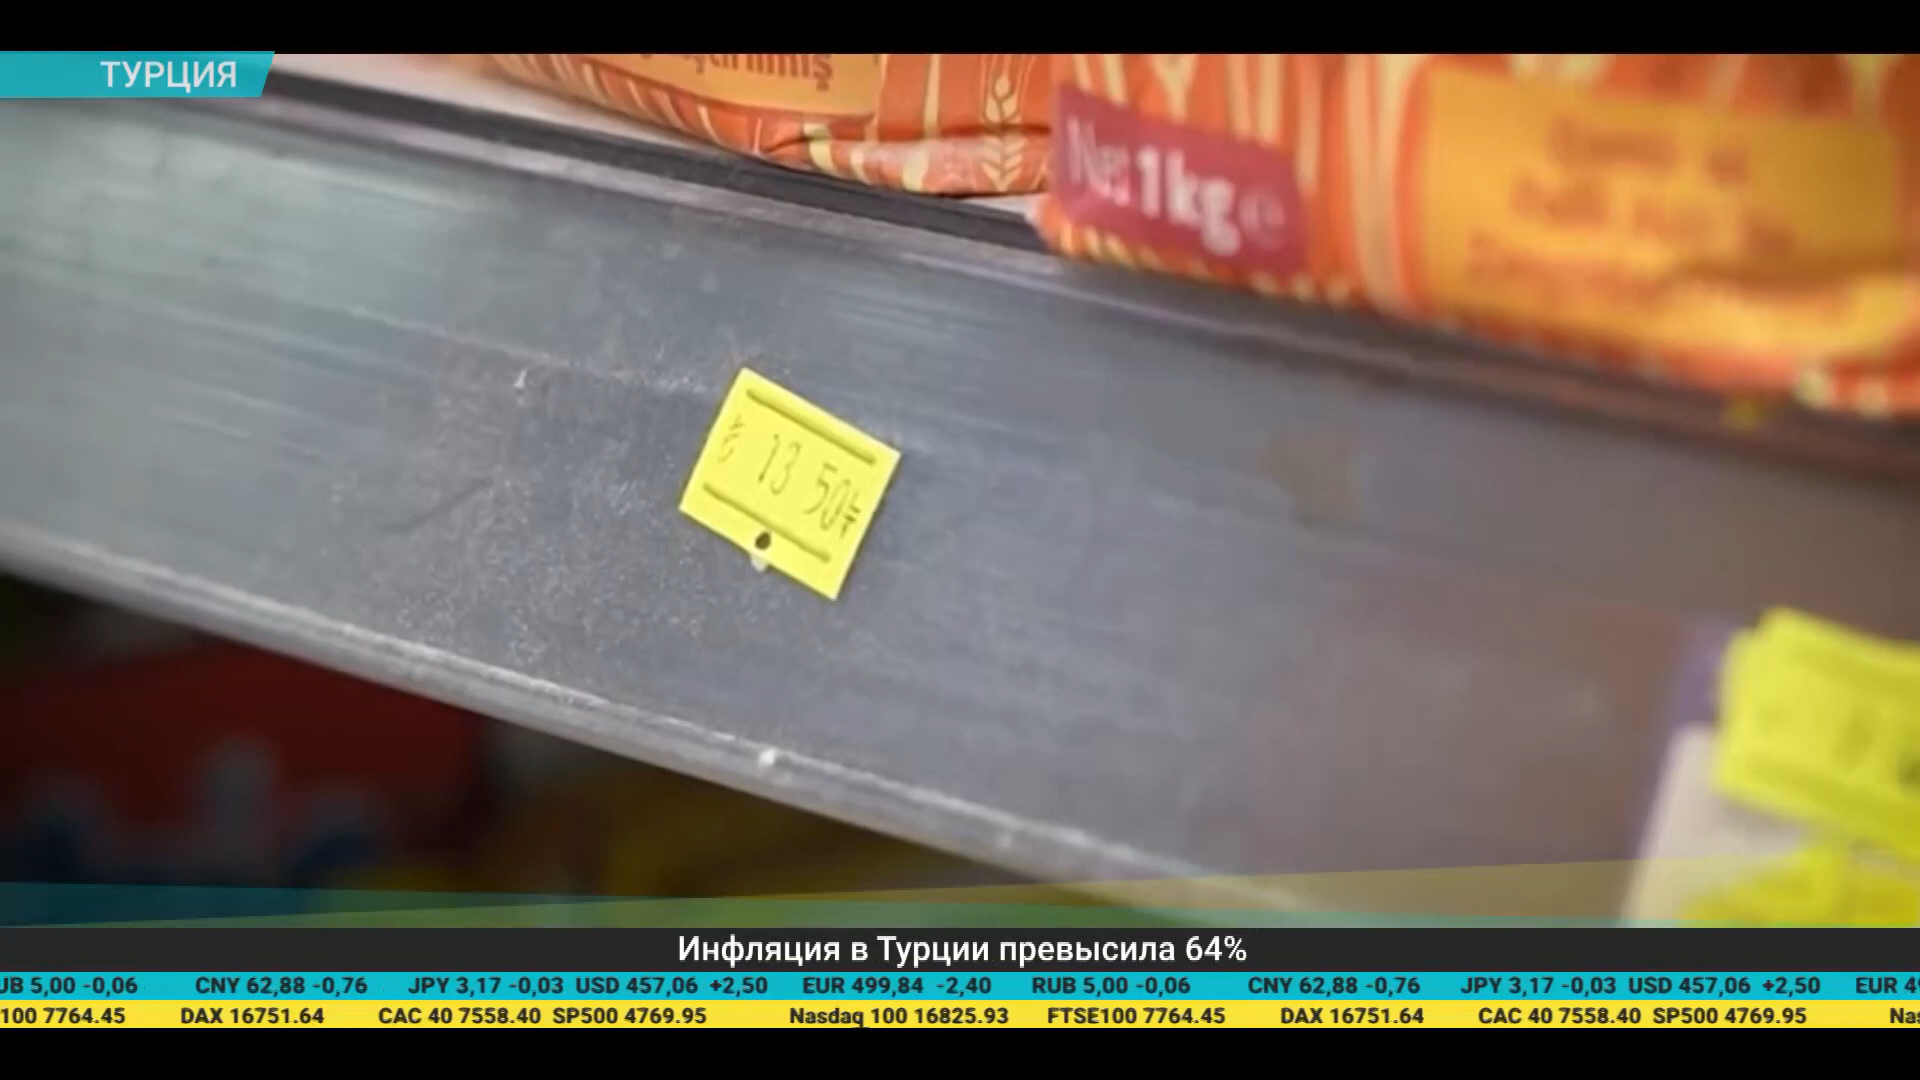 ТУРЦИЯ
Ne: 1kg e
₺ 13 50
Инфляция в Турции превысила 64%
UB 5,00 -0,06 CNY 62,88 -0,76 JPY 3,17 -0,03 USD 457,06 +2,50 EUR 499,84 -2,40 RUB 5,00 -0,06 CNY 62,88 -0,76 JPY 3,17 -0,03 USD 457,06 +2,50 EUR 49
100 7764.45 DAX 16751.64 CAC 40 7558.40 SP500 4769.95 Nasdaq 100 16825.93 FTSE100 7764.45 DAX 16751.64 CAC 40 7558.40 SP500 4769.95 Nas